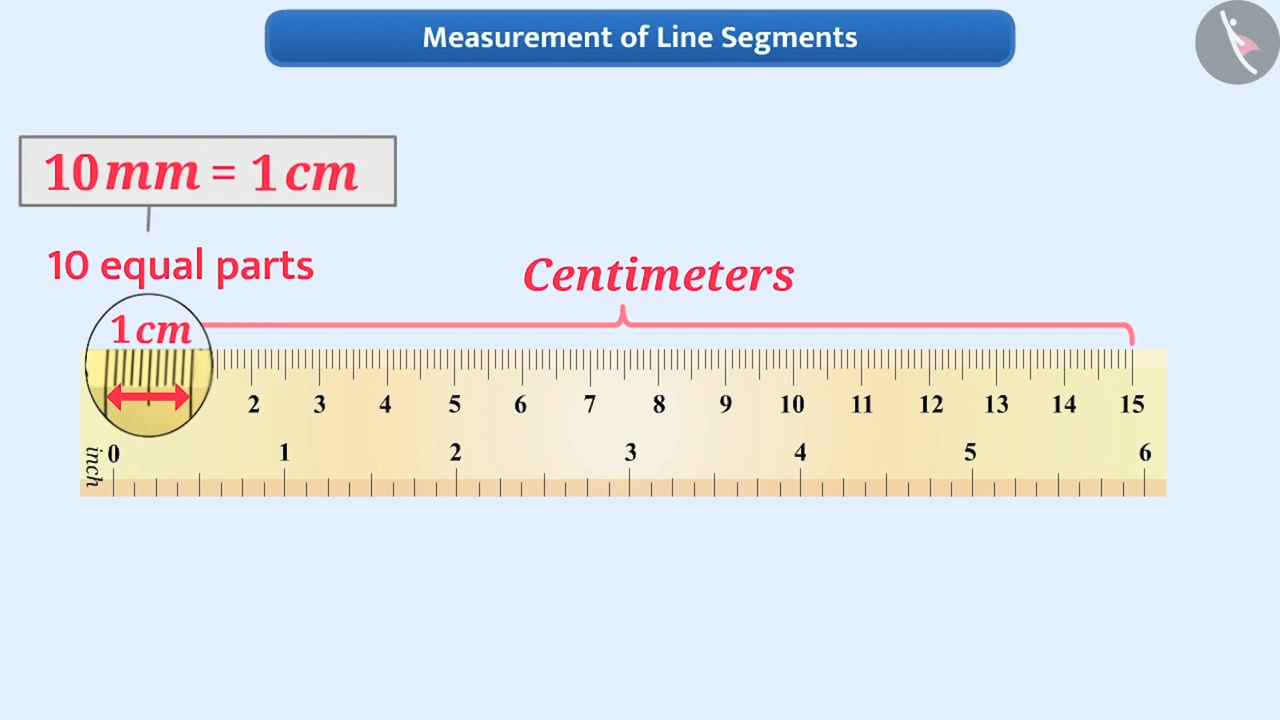 Measurement of Line Segments
10 mm = 1 cm
10 equal parts
Centimeters
1 cm
2 3 4 5 6 7 8 9 10 11 12 13 14 15
inch 0 1 2 3 4 5 6